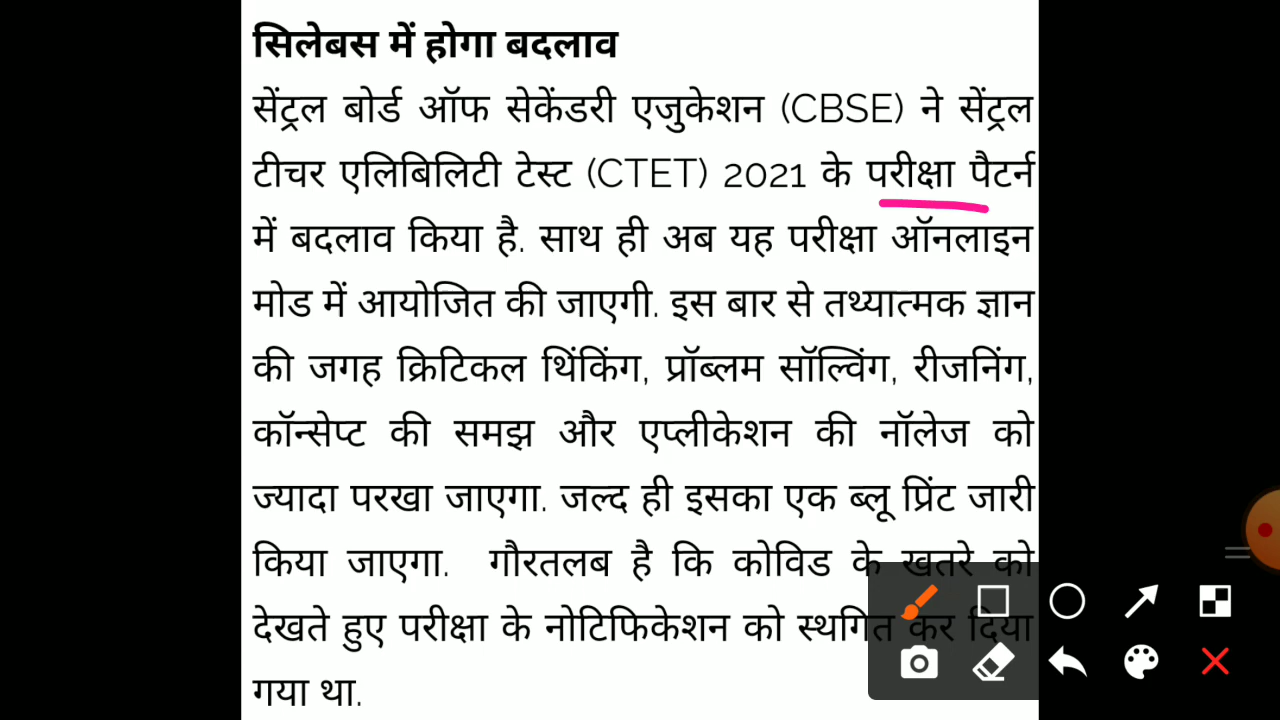 सिलेबस में होगा बदलाव
सेंट्रल बोर्ड ऑफ सेकेंडरी एजुकेशन (CBSE) ने सेंट्रल
टीचर एलिबिलिटी टेस्ट (CTET) 2021 के परीक्षा पैटर्न
में बदलाव किया है. साथ ही अब यह परीक्षा ऑनलाइन
मोड में आयोजित की जाएगी. इस बार से तथ्यात्मक ज्ञान
की जगह क्रिटिकल थिंकिंग, प्रॉब्लम सॉल्विंग, रीजनिंग,
कॉन्सेप्ट की समझ और एप्लीकेशन की नॉलेज को
ज्यादा परखा जाएगा. जल्द ही इसका एक ब्लू प्रिंट जारी
किया जाएगा. गौरतलब है कि कोविड के खतरे को
देखते हुए परीक्षा के नोटिफिकेशन को स्थगित कर दिया
गया था.